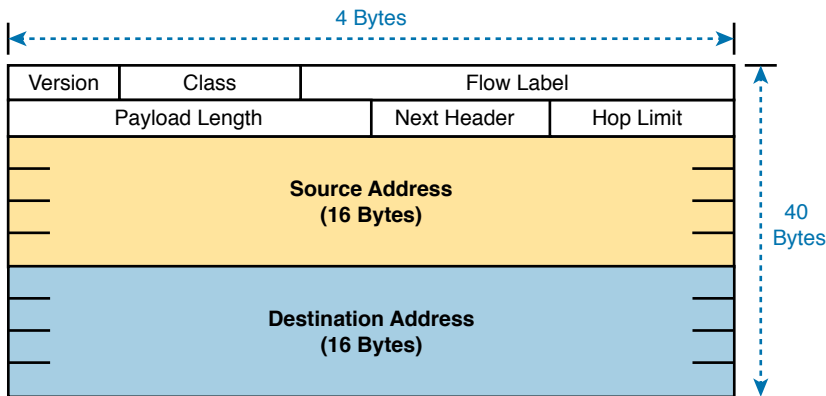 4 Bytes
Version Class Flow Label
Payload Length Next Header Hop Limit
Source Address
(16 Bytes)
40
Bytes
Destination Address
(16 Bytes)